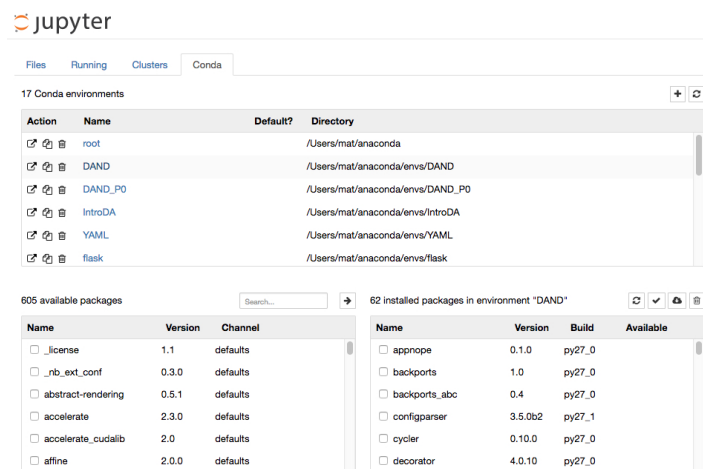 jupyter
Files Running Clusters Conda
17 Conda environments
Action Name Default? Directory
root /Users/mat/anaconda
DAND /Users/mat/anaconda/envs/DAND
DAND_P0 /Users/mat/anaconda/envs/DAND_P0
IntroDA /Users/mat/anaconda/envs/IntroDA
YAML /Users/mat/anaconda/envs/YAML
flask /Users/mat/anaconda/envs/flask
605 available packages Search...
Name Version Channel
_license 1.1 defaults
_nb_ext_conf 0.3.0 defaults
abstract-rendering 0.5.1 defaults
accelerate 2.3.0 defaults
accelerate_cudalib 2.0 defaults
affine 2.0.0 defaults
62 installed packages in environment "DAND"
Name Version Build Available
appnope 0.1.0 py27_0
backports 1.0 py27_0
backports_abc 0.4 py27_0
configparser 3.5.0b2 py27_1
cycler 0.10.0 py27_0
decorator 4.0.10 py27_0